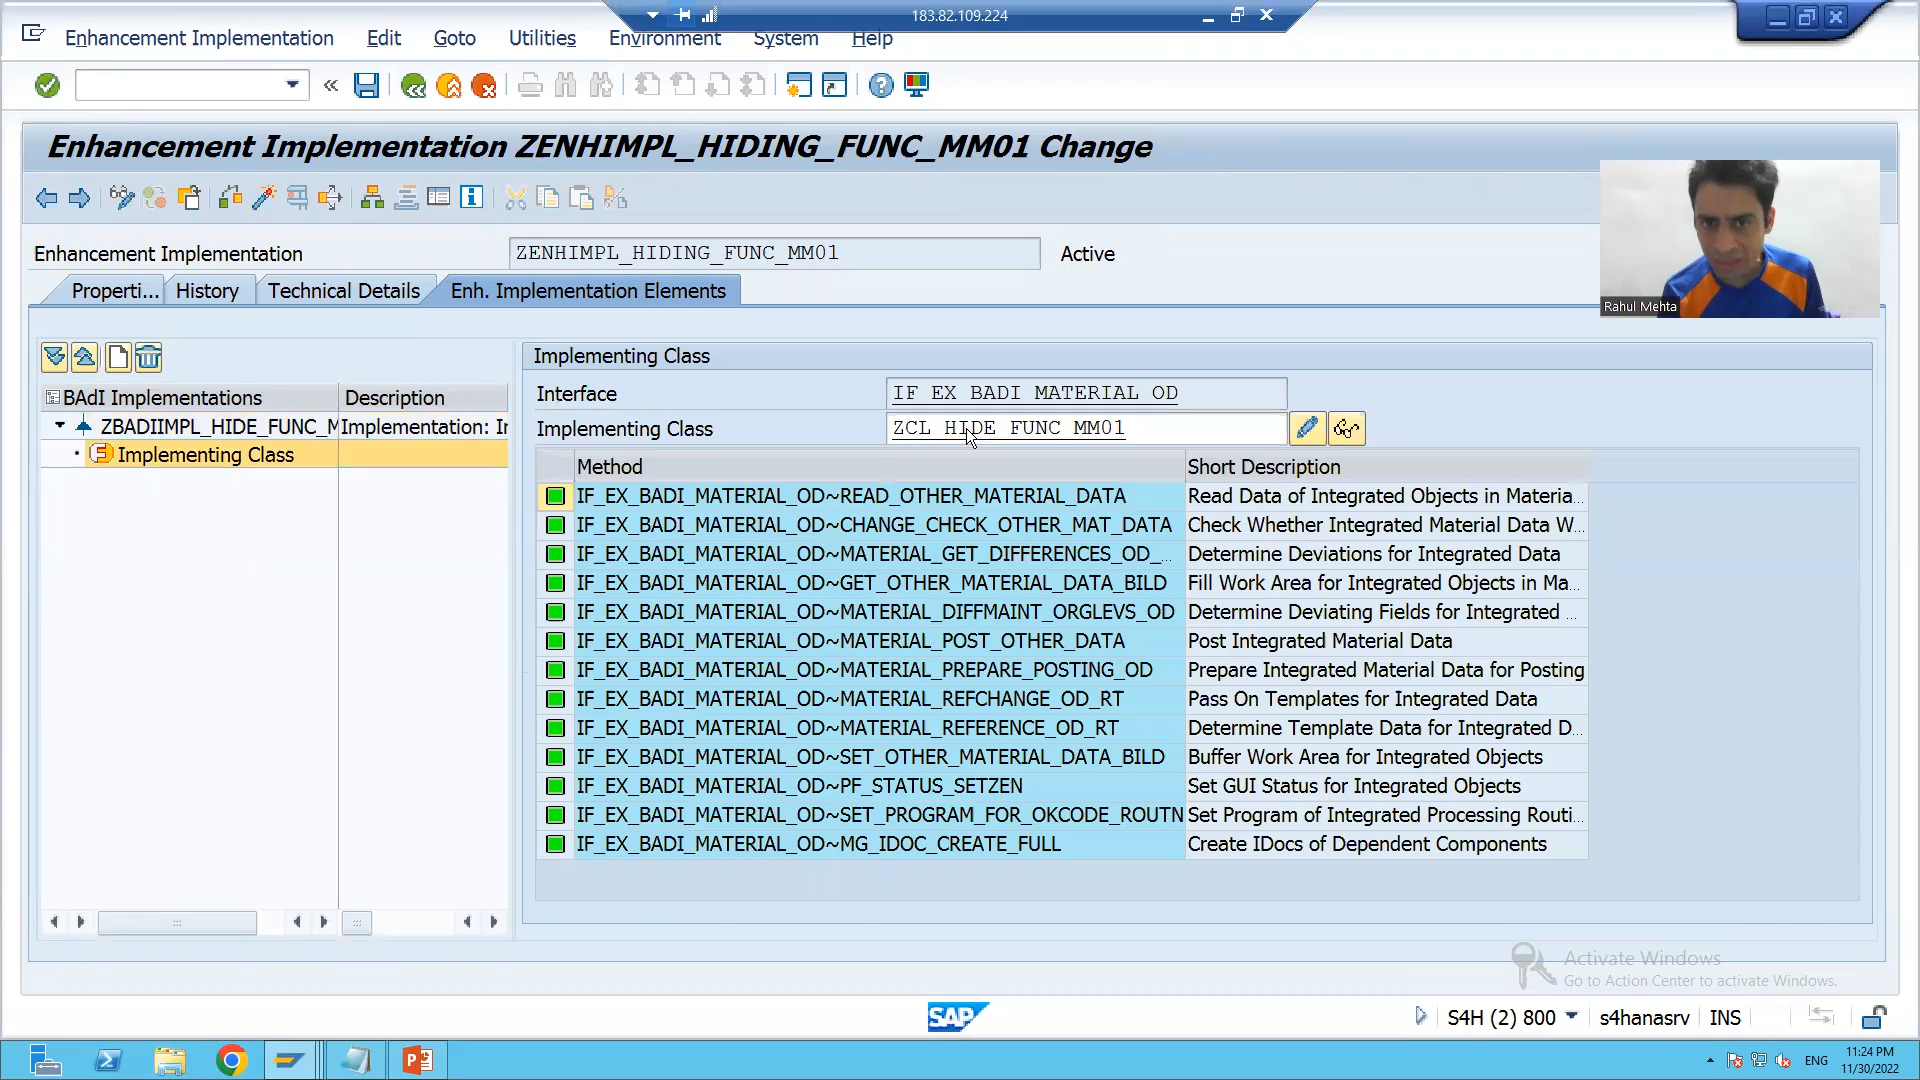 183.82.109.224
Enhancement Implementation Edit Goto Utilities Environment System Help
Enhancement Implementation ZENHIMPL_HIDING_FUNC_MM01 Change
Enhancement Implementation ZENHIMPL_HIDING_FUNC_MM01 Active
Rahul Mehta
Properti... History Technical Details Enh. Implementation Elements
Implementing Class
BAdI Implementations Description
Interface IF_EX_BADI_MATERIAL_OD
ZBADIIMPL_HIDE_FUNC_M Implementation: I
Implementing Class ZCL_HIDE_FUNC_MM01
Implementing Class
Method Short Description
IF_EX_BADI_MATERIAL_OD~READ_OTHER_MATERIAL_DATA Read Data of Integrated Objects in Materia...
IF_EX_BADI_MATERIAL_OD~CHANGE_CHECK_OTHER_MAT_DATA Check Whether Integrated Material Data W...
IF_EX_BADI_MATERIAL_OD~MATERIAL_GET_DIFFERENCES_OD_... Determine Deviations for Integrated Data
IF_EX_BADI_MATERIAL_OD~GET_OTHER_MATERIAL_DATA_BILD Fill Work Area for Integrated Objects in Ma...
IF_EX_BADI_MATERIAL_OD~MATERIAL_DIFFMAINT_ORGLEVS_OD Determine Deviating Fields for Integrated ...
IF_EX_BADI_MATERIAL_OD~MATERIAL_POST_OTHER_DATA Post Integrated Material Data
IF_EX_BADI_MATERIAL_OD~MATERIAL_PREPARE_POSTING_OD Prepare Integrated Material Data for Posting
IF_EX_BADI_MATERIAL_OD~MATERIAL_REFCHANGE_OD_RT Pass On Templates for Integrated Data
IF_EX_BADI_MATERIAL_OD~MATERIAL_REFERENCE_OD_RT Determine Template Data for Integrated D...
IF_EX_BADI_MATERIAL_OD~SET_OTHER_MATERIAL_DATA_BILD Buffer Work Area for Integrated Objects
IF_EX_BADI_MATERIAL_OD~PF_STATUS_SETZEN Set GUI Status for Integrated Objects
IF_EX_BADI_MATERIAL_OD~SET_PROGRAM_FOR_OKCODE_ROUTN Set Program of Integrated Processing Routi...
IF_EX_BADI_MATERIAL_OD~MG_IDOC_CREATE_FULL Create IDocs of Dependent Components
Activate Windows
Go to Action Center to activate Windows.
SAP S4H (2) 800 s4hanasrv INS
ENG 11:24 PM
11/30/2022